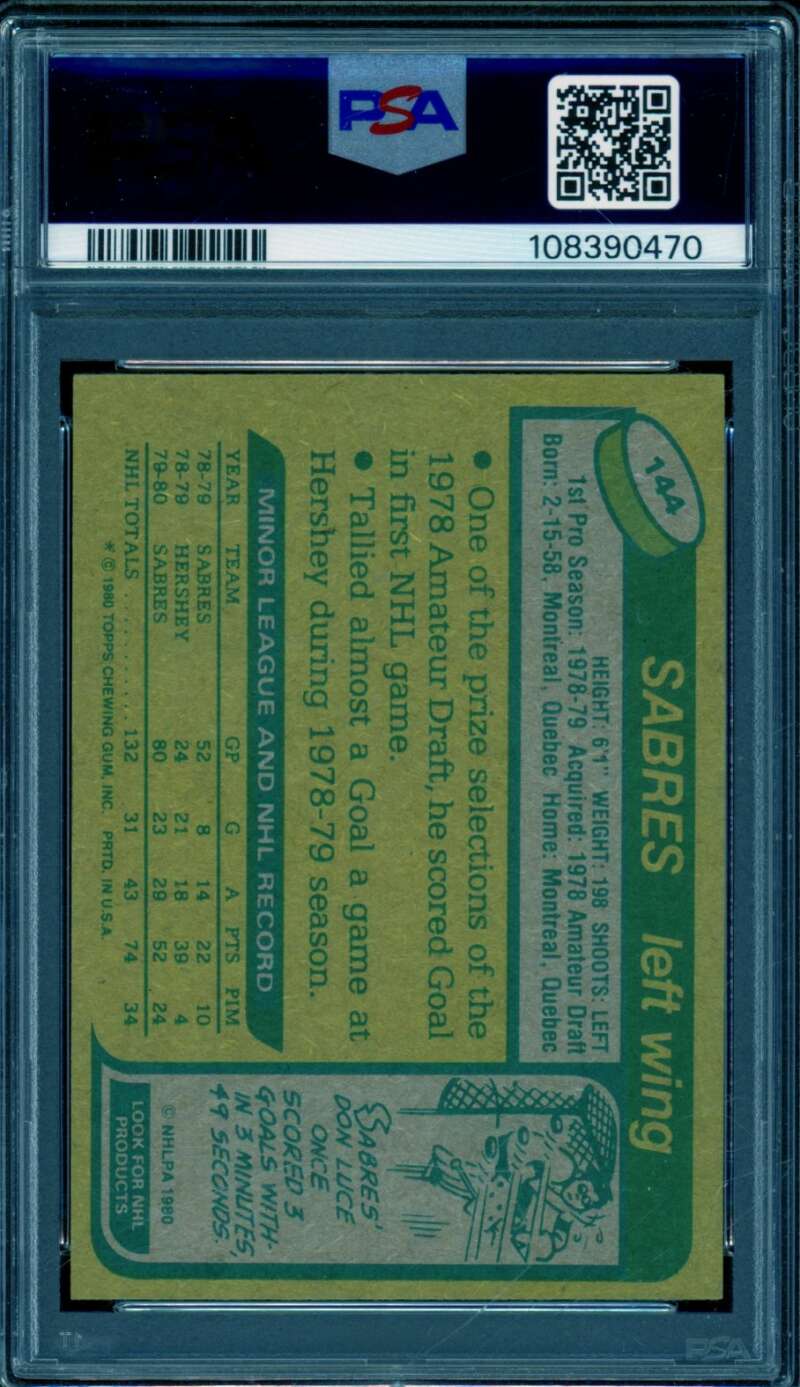 PSA
108390470
144
SABRES left wing
HEIGHT: 6'1" WEIGHT: 198 SHOOTS: LEFT
1st Pro Season: 1978-79 Acquired: 1978 Amateur Draft
Born: 2-15-58, Montreal, Quebec Home: Montreal, Quebec
• One of the prize selections of the
1978 Amateur Draft, he scored Goal
in first NHL game.
• Tallied almost a Goal a game at
Hershey during 1978-79 season.
MINOR LEAGUE AND NHL RECORD
YEAR TEAM GP G A PTS PIM
78-79 SABRES 52 8 14 22 10
78-79 HERSHEY 24 21 18 39 4
79-80 SABRES 80 23 29 52 24
NHL TOTALS . . . . . . . . . . . . 132 31 43 74 34
* © 1980 TOPPS CHEWING GUM, INC. PRTD. IN U.S.A.
SABRES'
DON LUCE
ONCE
SCORED 3
GOALS WITH-
IN 3 MINUTES,
49 SECONDS.
© NHLPA 1980
LOOK FOR NHL
PRODUCTS
PSA